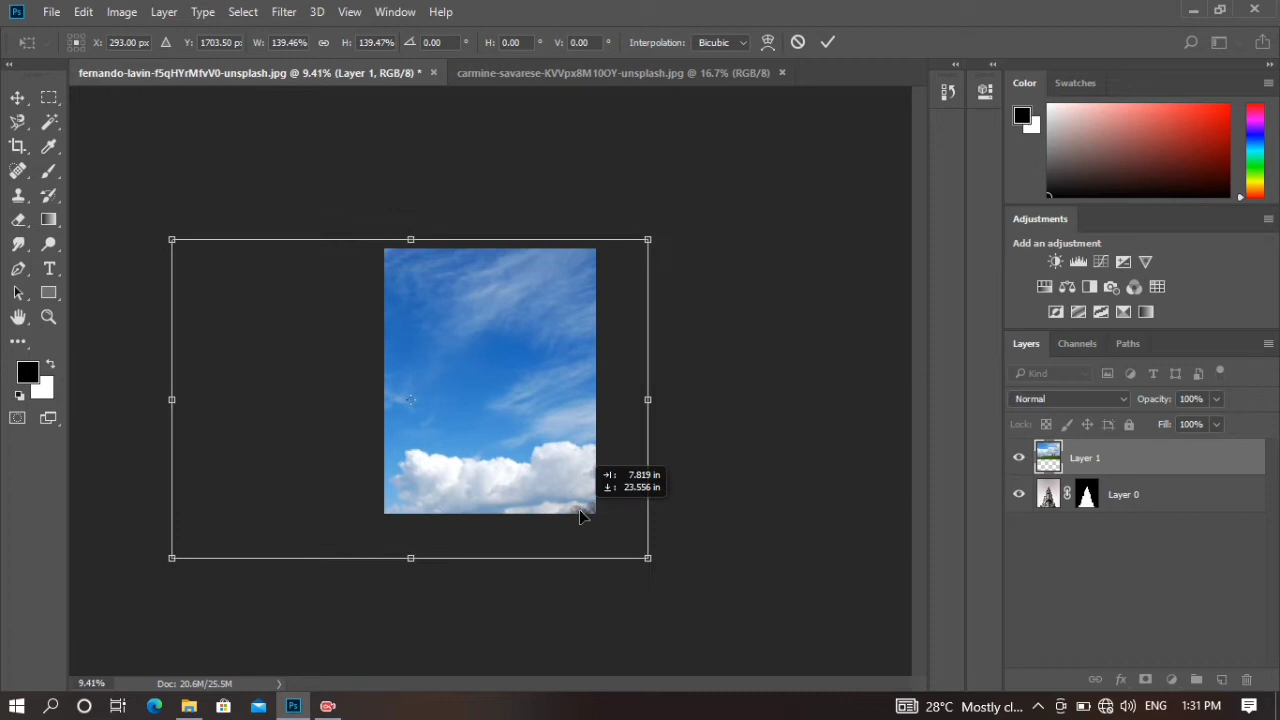 Ps File Edit Image Layer Type Select Filter 3D View Window Help
X: 293.00 px Y: 1703.50 px W: 139.46% H: 139.47% 0.00 ° H: 0.00 ° V: 0.00 ° Interpolation: Bicubic
fernando-lavin-f5qHYrMfvV0-unsplash.jpg @ 9.41% (Layer 1, RGB/8) * × carmine-savarese-KVVpx8M10OY-unsplash.jpg @ 16.7% (RGB/8) ×
Color Swatches
Adjustments
Add an adjustment
Layers Channels Paths
Kind
Normal Opacity: 100%
Lock: Fill: 100%
Layer 1
7.819 in
23.556 in
Layer 0
9.41% Doc: 20.6M/25.5M
Ps 28°C Mostly cl... ENG 1:31 PM